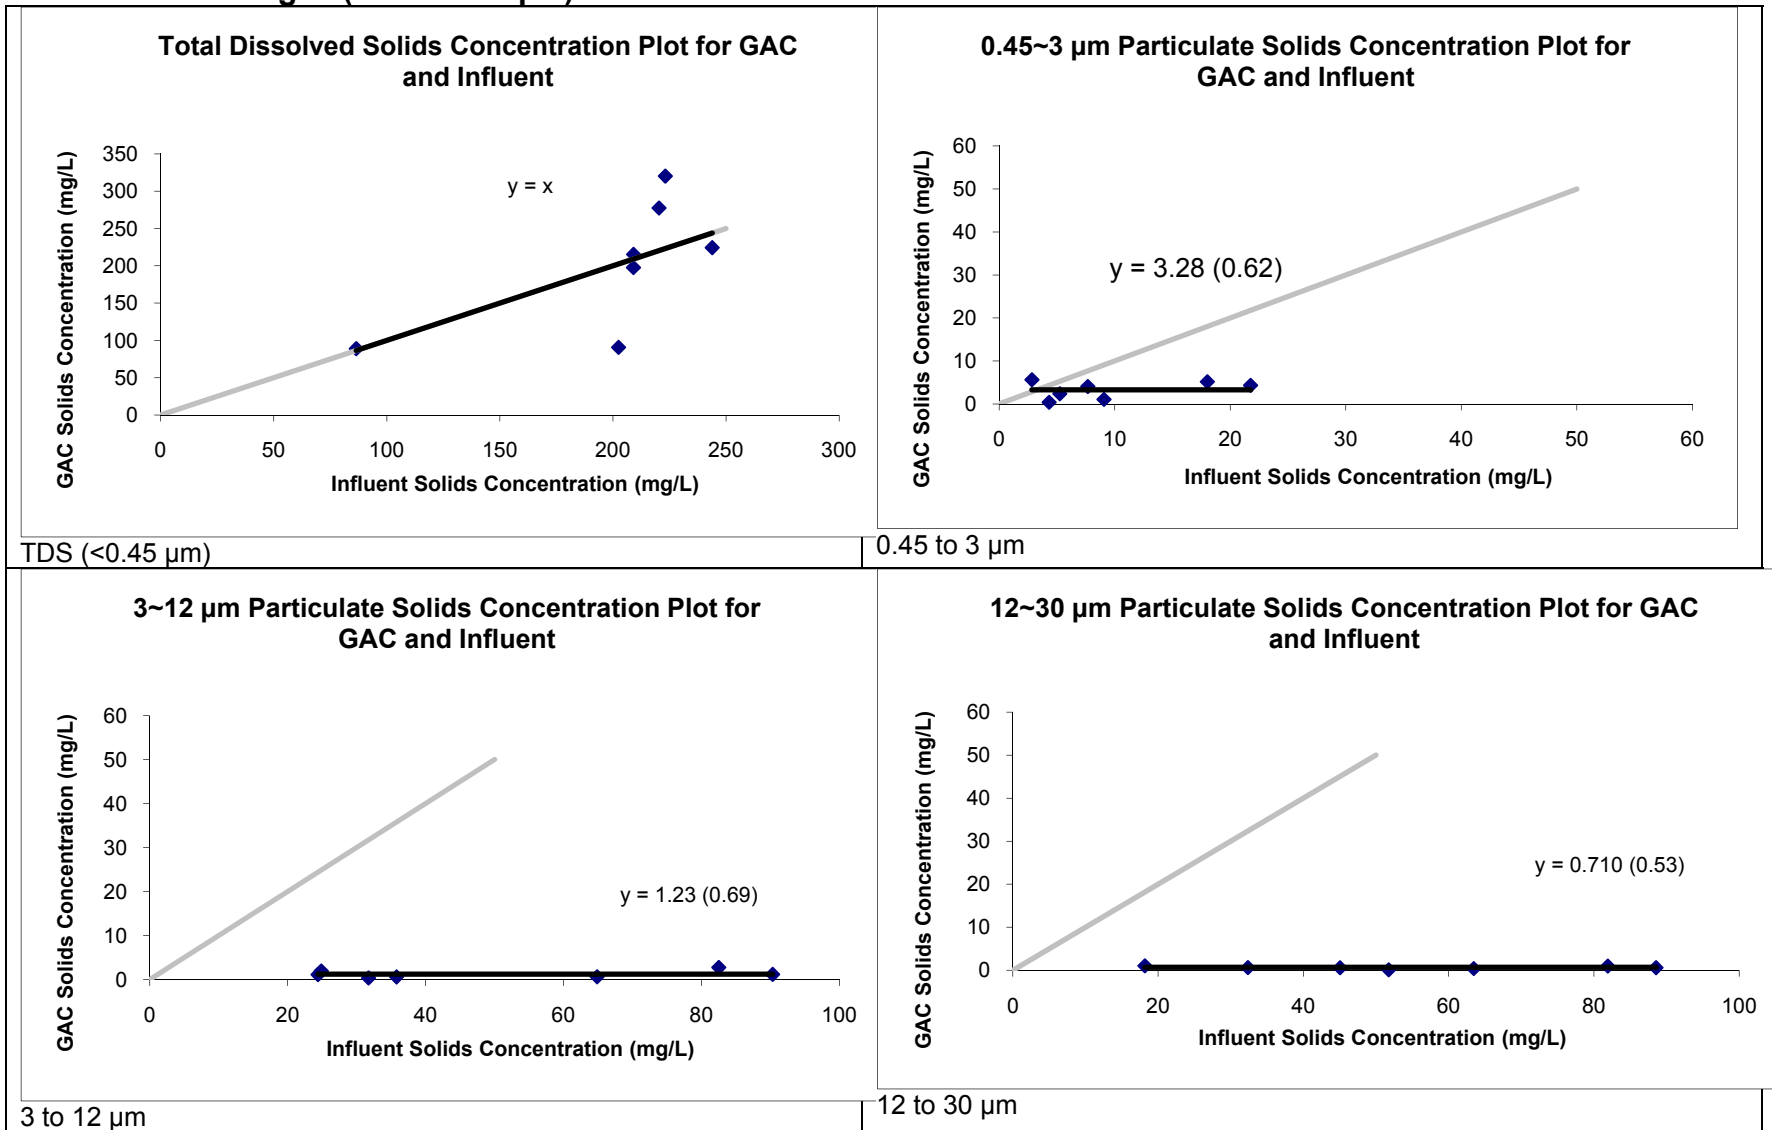 Total Dissolved Solids Concentration Plot for GAC
and Influent
GAC Solids Concentration (mg/L)
350
300
250
200
150
100
50
0
y = x
0 50 100 150 200 250 300
Influent Solids Concentration (mg/L)
TDS (<0.45 µm)
0.45~3 µm Particulate Solids Concentration Plot for
GAC and Influent
GAC Solids Concentration (mg/L)
60
50
40
30
20
10
0
y = 3.28 (0.62)
0 10 20 30 40 50 60
Influent Solids Concentration (mg/L)
0.45 to 3 µm
3~12 µm Particulate Solids Concentration Plot for
GAC and Influent
GAC Solids Concentration (mg/L)
60
50
40
30
20
10
0
y = 1.23 (0.69)
0 20 40 60 80 100
Influent Solids Concentration (mg/L)
3 to 12 µm
12~30 µm Particulate Solids Concentration Plot for GAC
and Influent
GAC Solids Concentration (mg/L)
60
50
40
30
20
10
0
y = 0.710 (0.53)
0 20 40 60 80 100
Influent Solids Concentration (mg/L)
12 to 30 µm